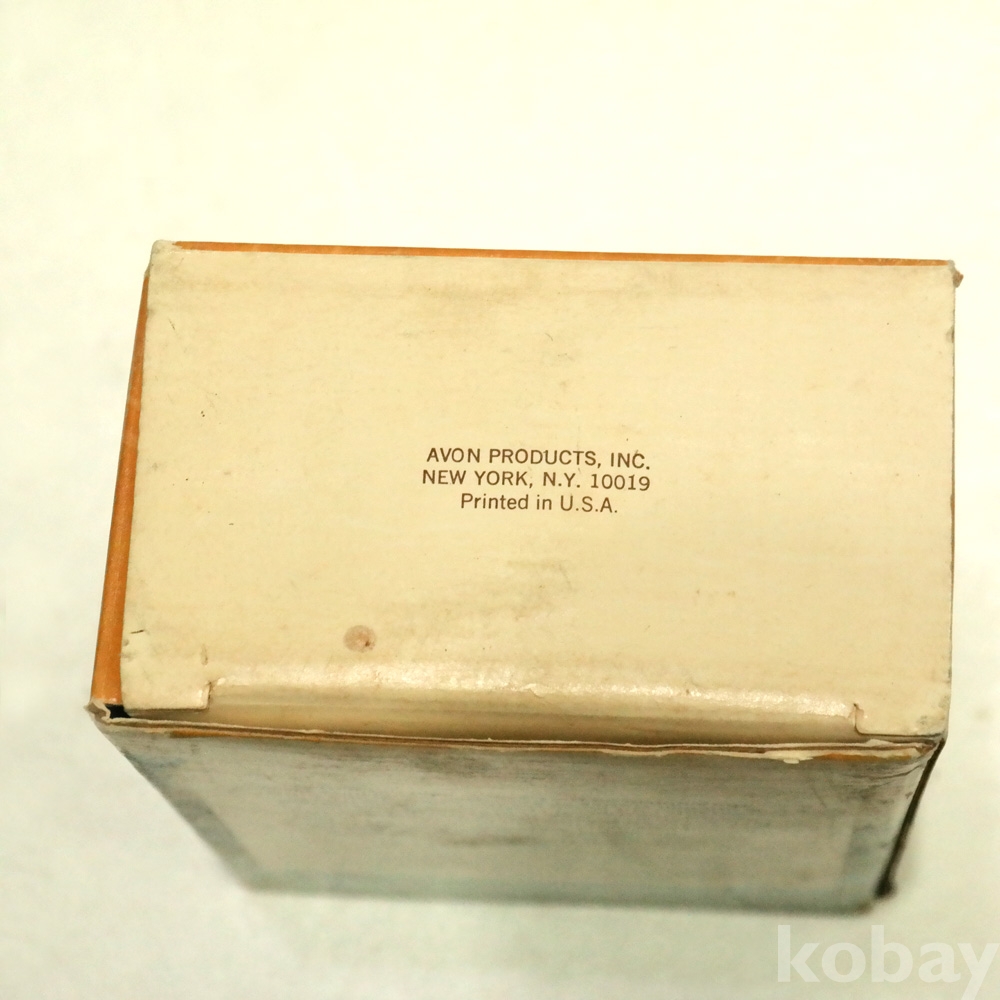 AVON PRODUCTS, INC.
NEW YORK, N.Y. 10019
Printed in U.S.A.
kobay